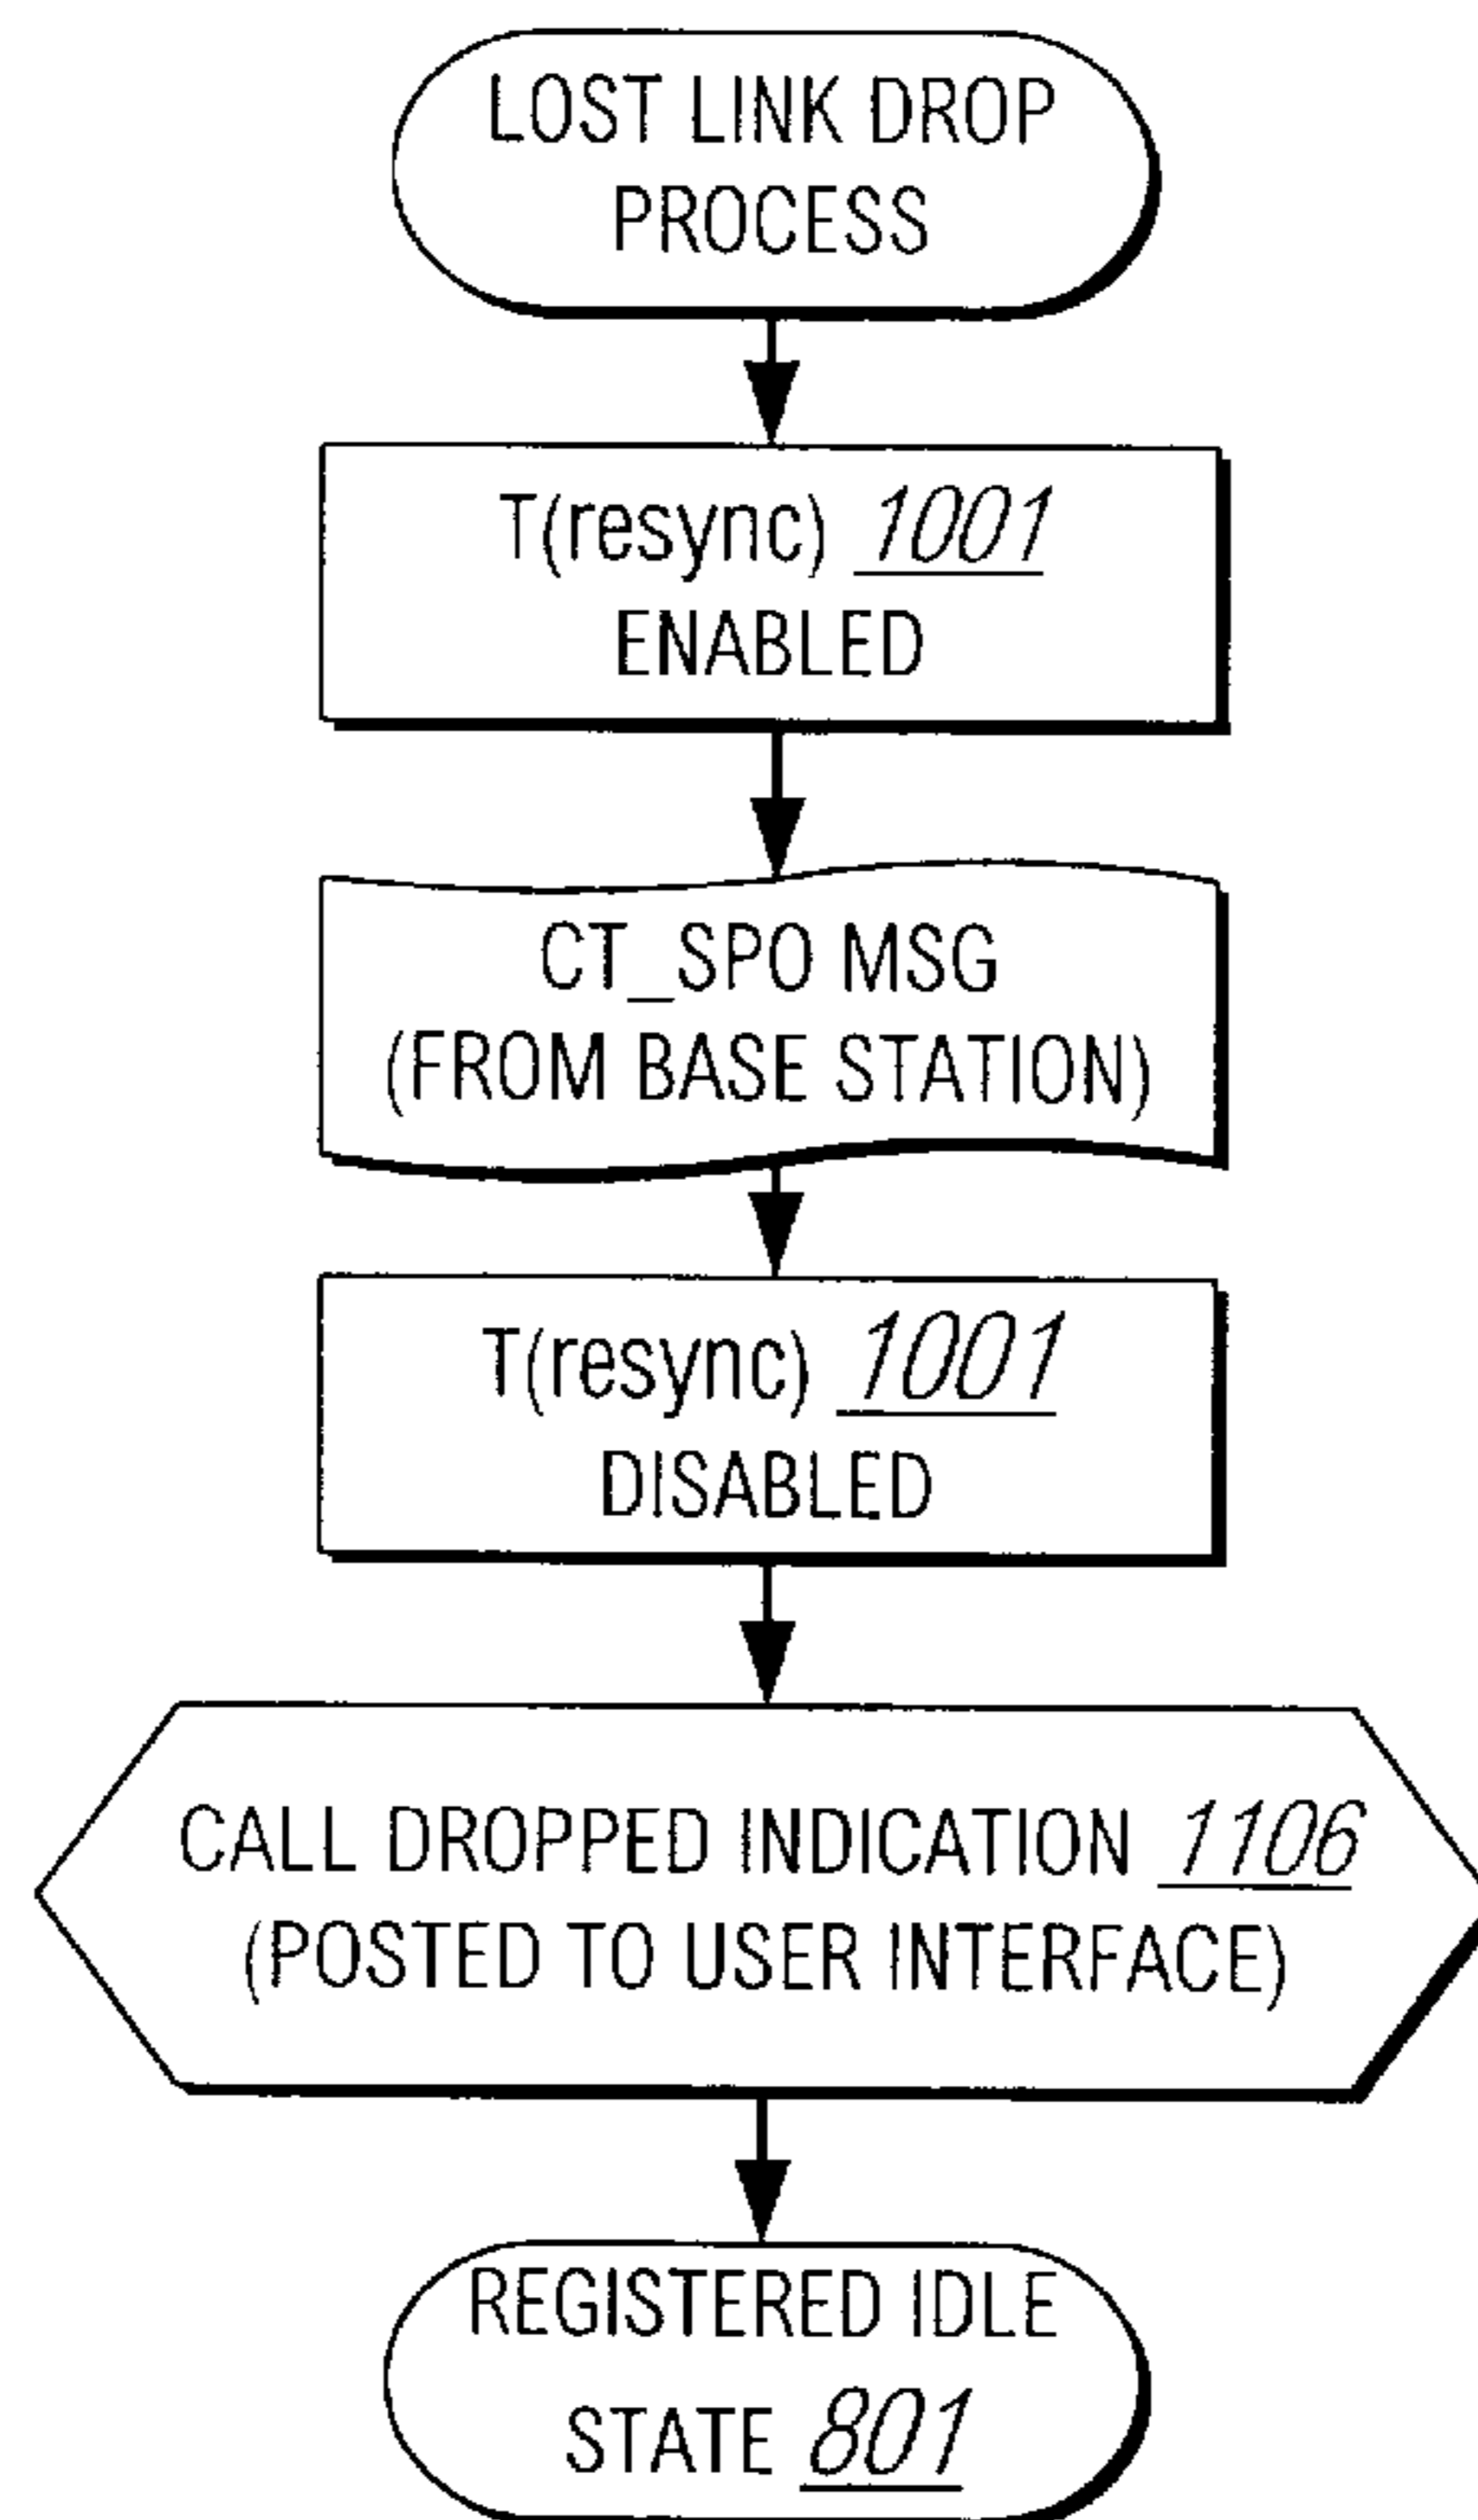 LOST LINK DROP
PROCESS
T(resync) 1001
ENABLED
CT_SPO MSG
(FROM BASE STATION)
T(resync) 1001
DISABLED
CALL DROPPED INDICATION 1106
(POSTED TO USER INTERFACE)
REGISTERED IDLE
STATE 801